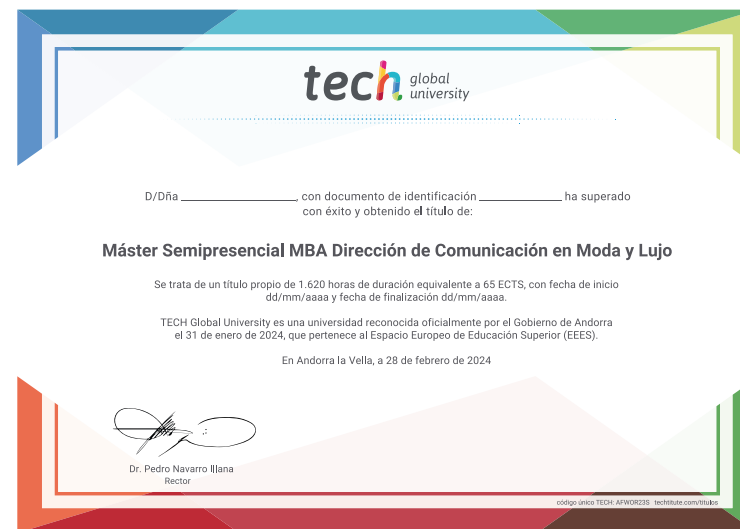 tech global university
D/Dña ____________________, con documento de identificación ______________ ha superado
con éxito y obtenido el título de:
Máster Semipresencial MBA Dirección de Comunicación en Moda y Lujo
Se trata de un título propio de 1.620 horas de duración equivalente a 65 ECTS, con fecha de inicio
dd/mm/aaaa y fecha de finalización dd/mm/aaaa.
TECH Global University es una universidad reconocida oficialmente por el Gobierno de Andorra
el 31 de enero de 2024, que pertenece al Espacio Europeo de Educación Superior (EEES).
En Andorra la Vella, a 28 de febrero de 2024
Dr. Pedro Navarro Illana
Rector
código único TECH: AFWOR23S techtitute.com/titulos